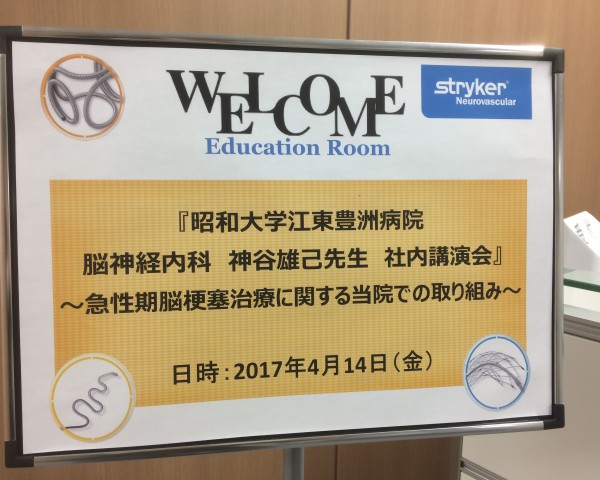 WELCOME
stryker®
Neurovascular
Education Room
『昭和大学江東豊洲病院
脳神経内科 神谷雄己先生 社内講演会』
～急性期脳梗塞治療に関する当院での取り組み～
日時：2017年4月14日（金）